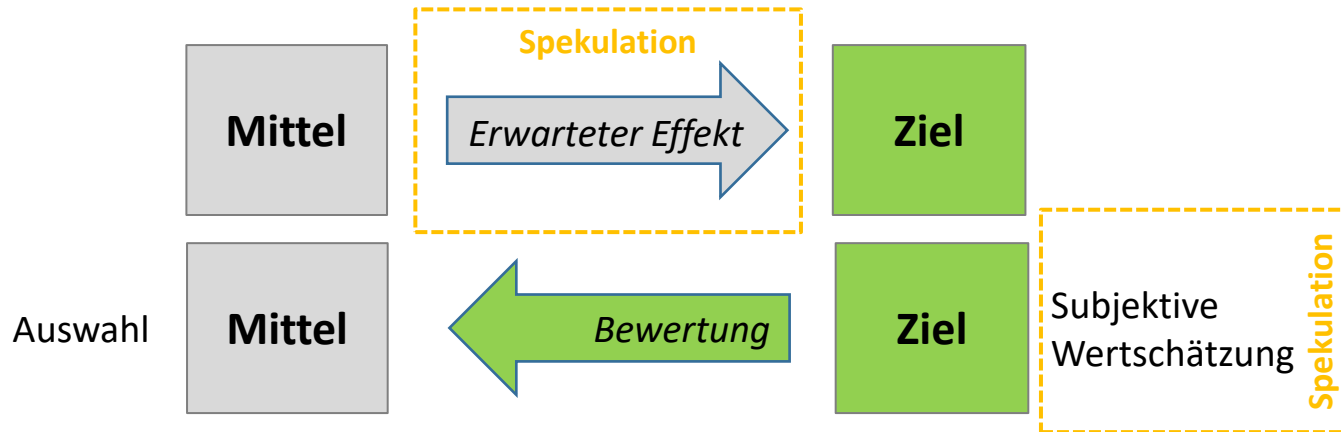 Spekulation
Mittel
Erwarteter Effekt
Ziel
Auswahl
Mittel
Bewertung
Ziel
Subjektive
Wertschätzung
Spekulation